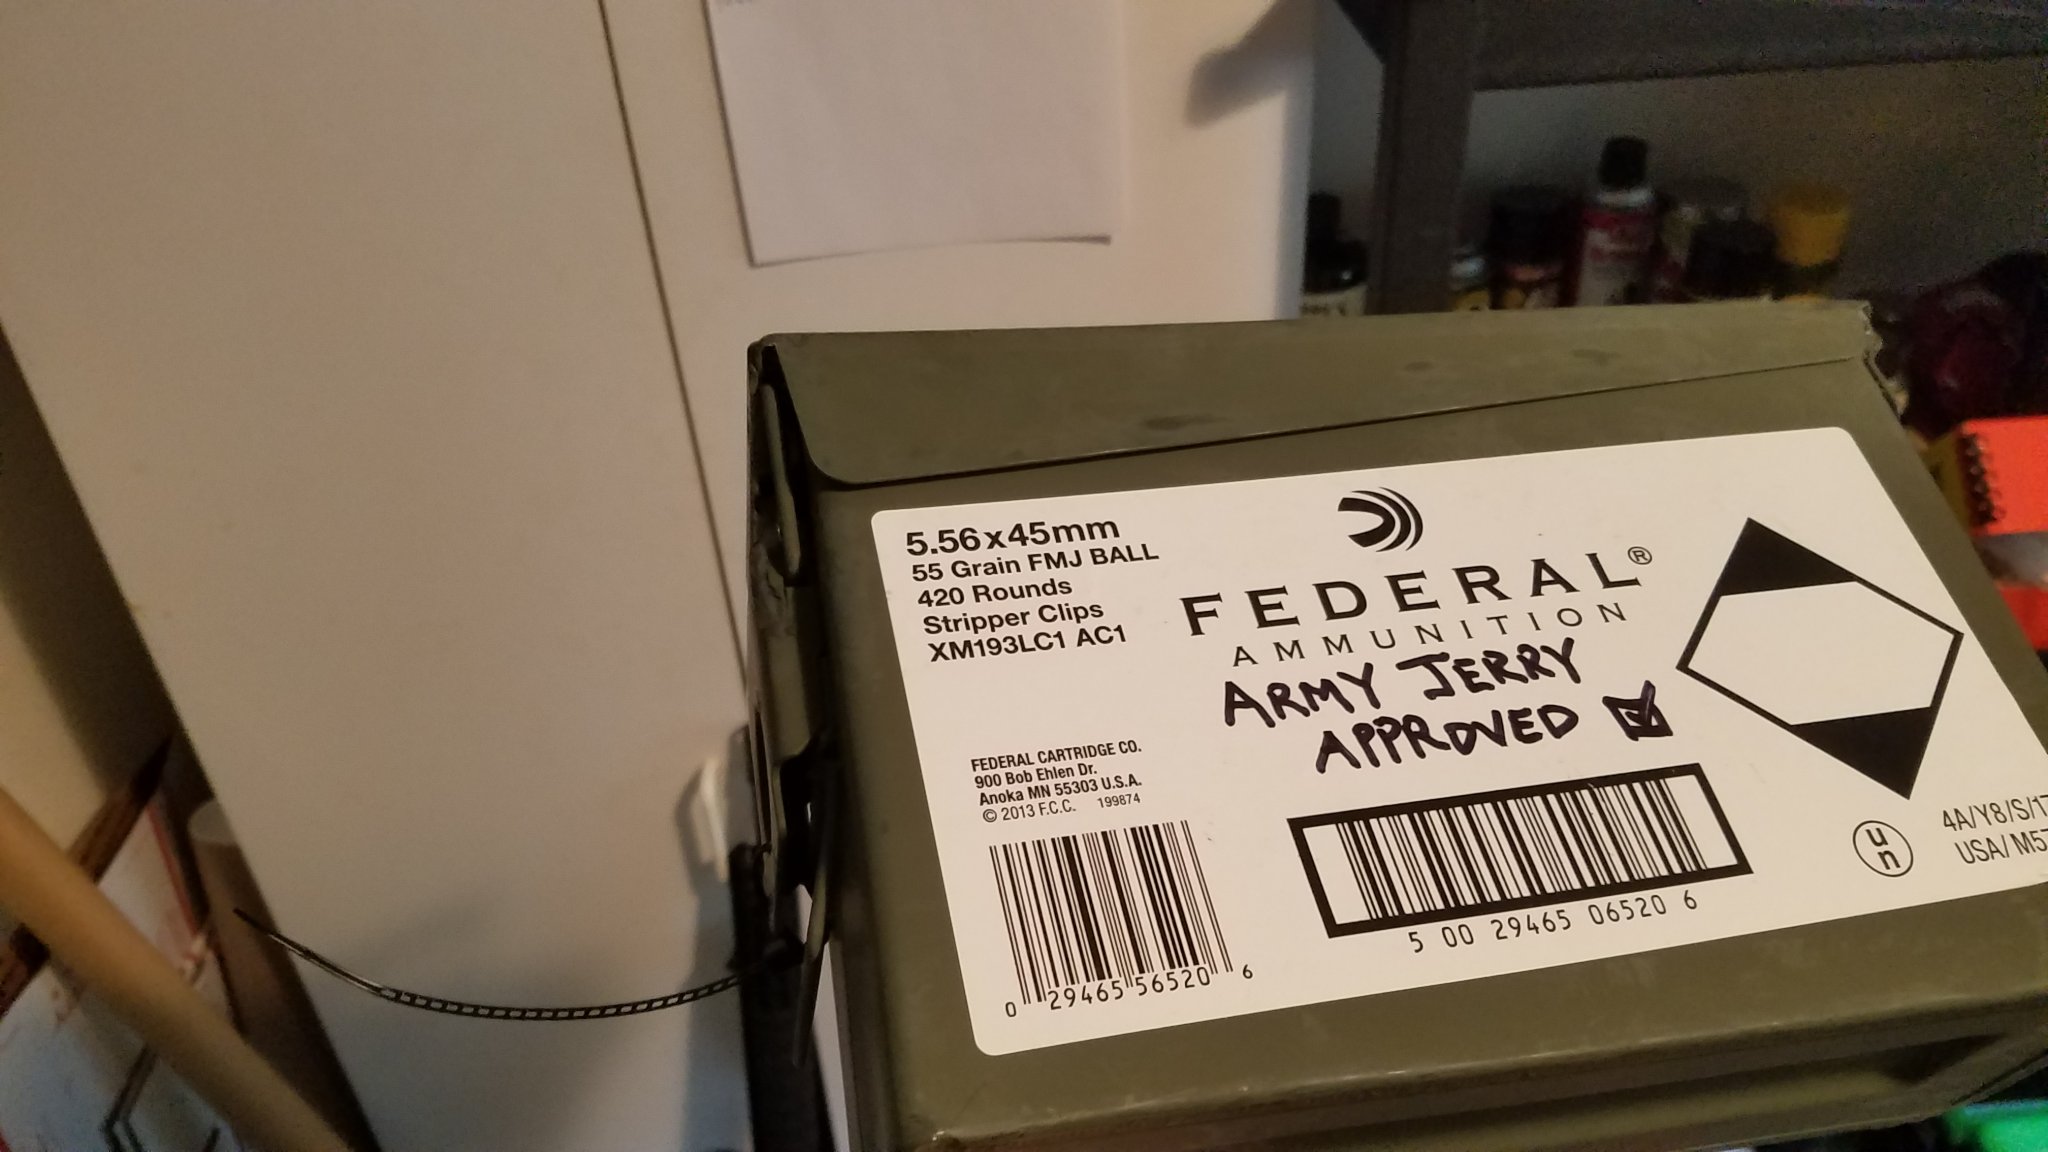 5.56x45mm
55 Grain FMJ BALL
420 Rounds
Stripper Clips
XM193LC1 AC1
FEDERAL®
AMMUNITION
ARMY JERRY
APPROVED
FEDERAL CARTRIDGE CO.
900 Bob Ehlen Dr.
Anoka MN 55303 U.S.A.
© 2013 F.C.C. 199874
0 29465 56520 6
5 00 29465 06520 6
un
4A/Y8/S/17
USA/M57